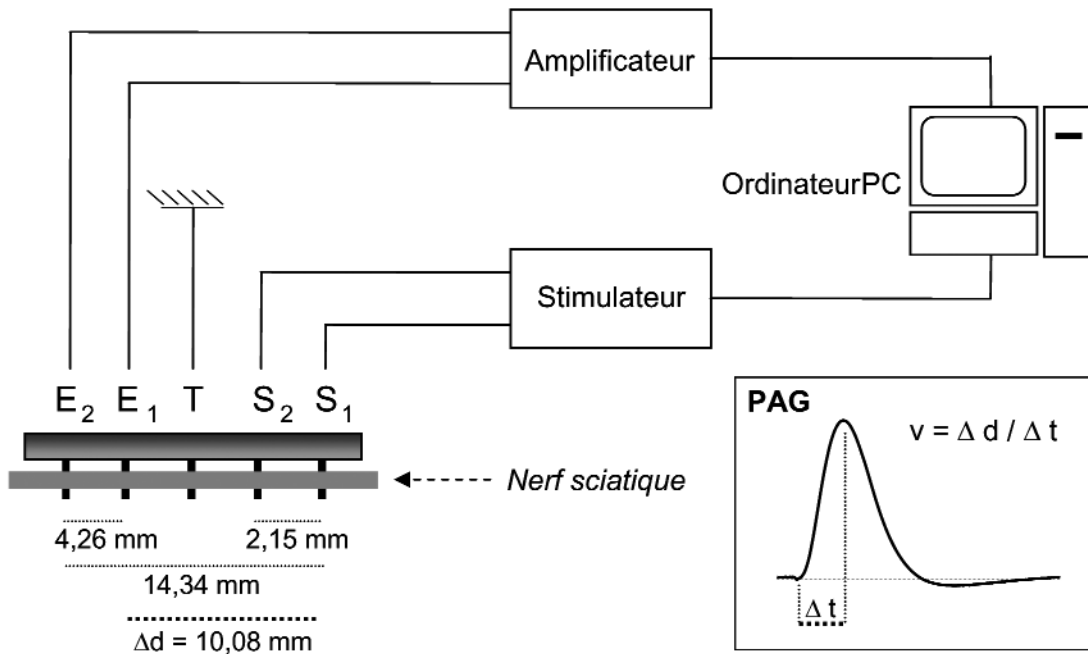 Amplificateur
OrdinateurPC
Stimulateur
E2 E1 T S2 S1
Nerf sciatique
4,26 mm 2,15 mm
14,34 mm
Δd = 10,08 mm
PAG
v = Δ d / Δ t
Δ t